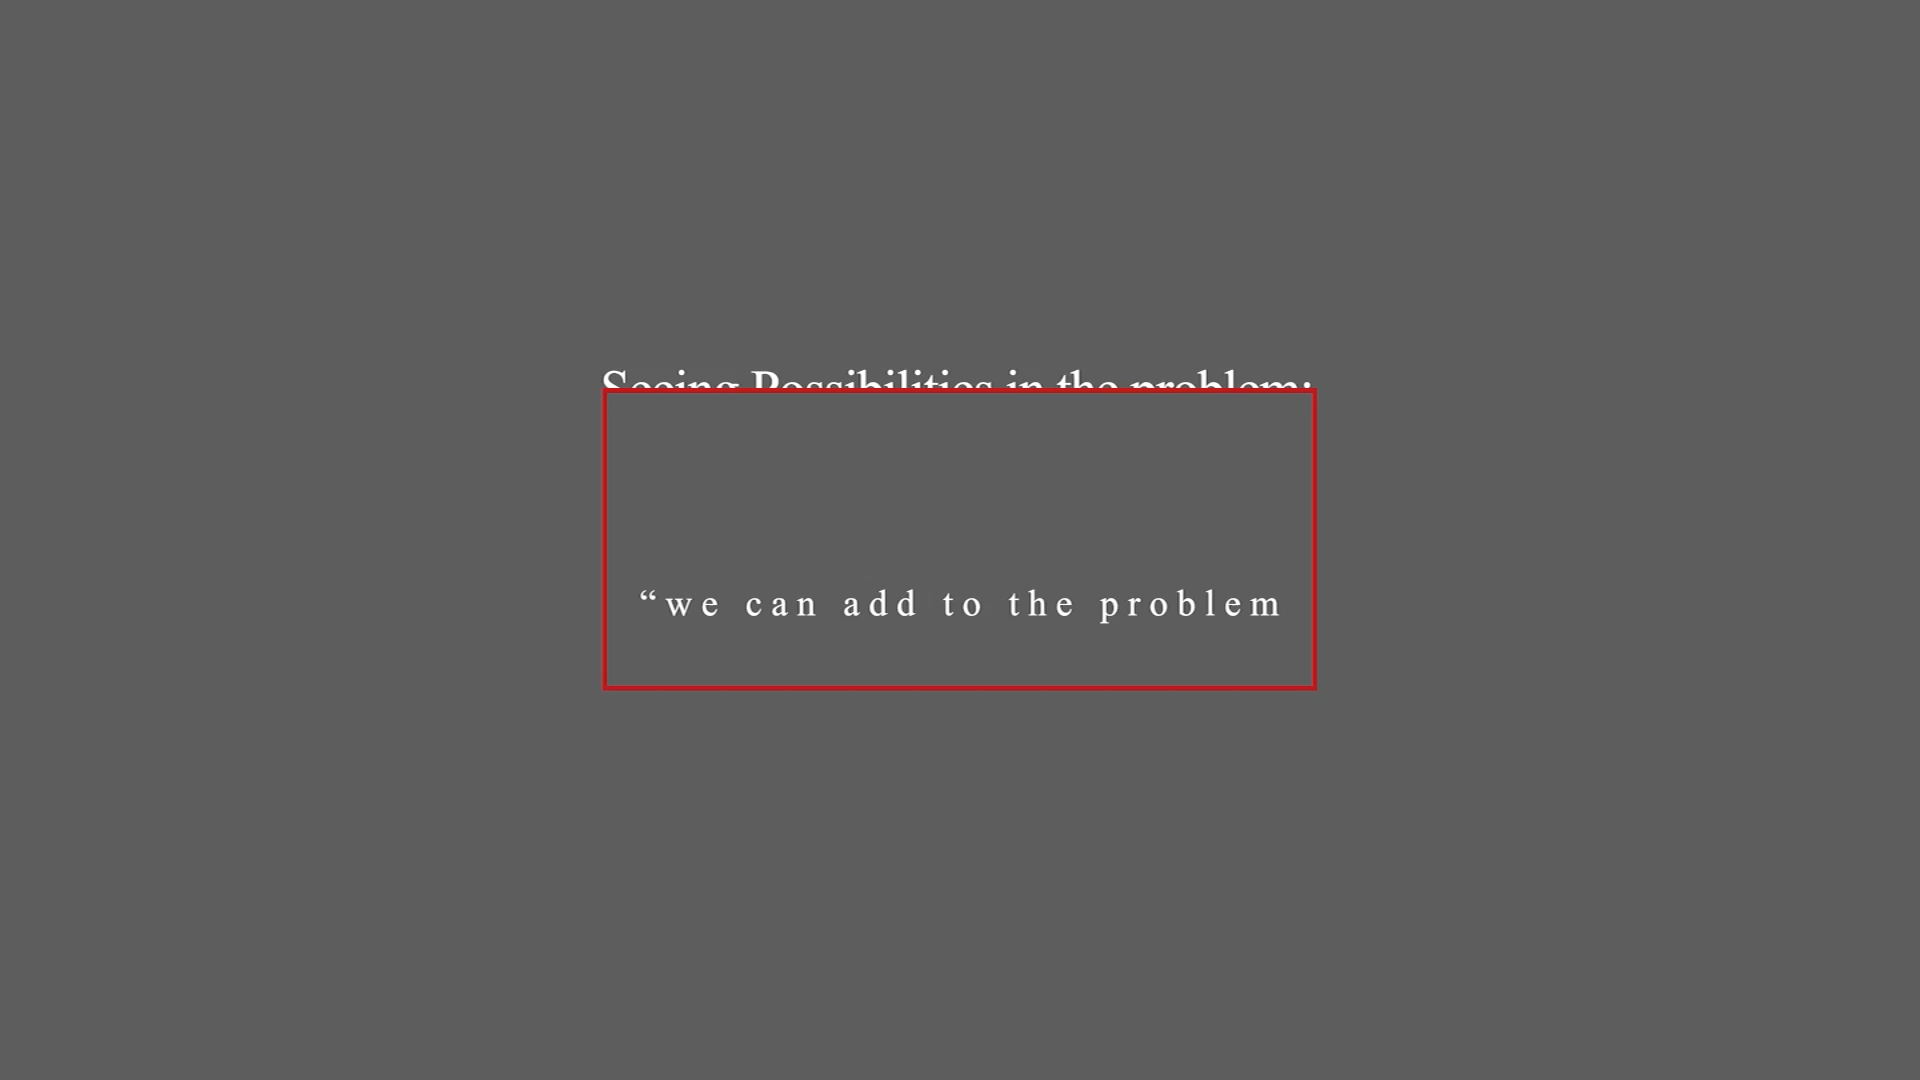 Seeing Possibilities in the problem:
“we can add to the problem